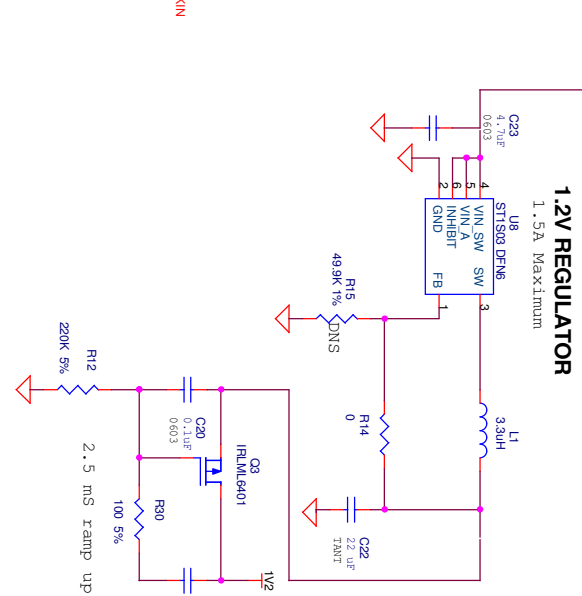 XIN
1.2V REGULATOR
1.5A Maximum
C23
4.7uF
0603
U8
ST1S03 DFN6
4
VIN_SW
SW
3
5
VIN_A
6
INHIBIT
2
GND
FB
1
L1
3.3uH
R15
49.9K 1%
DNS
R14
0
C22
22 uF
TANT
R12
220K 5%
C20
0.1uF
0603
Q3
IRLML6401
R30
100 5%
1V2
2.5 mS ramp up